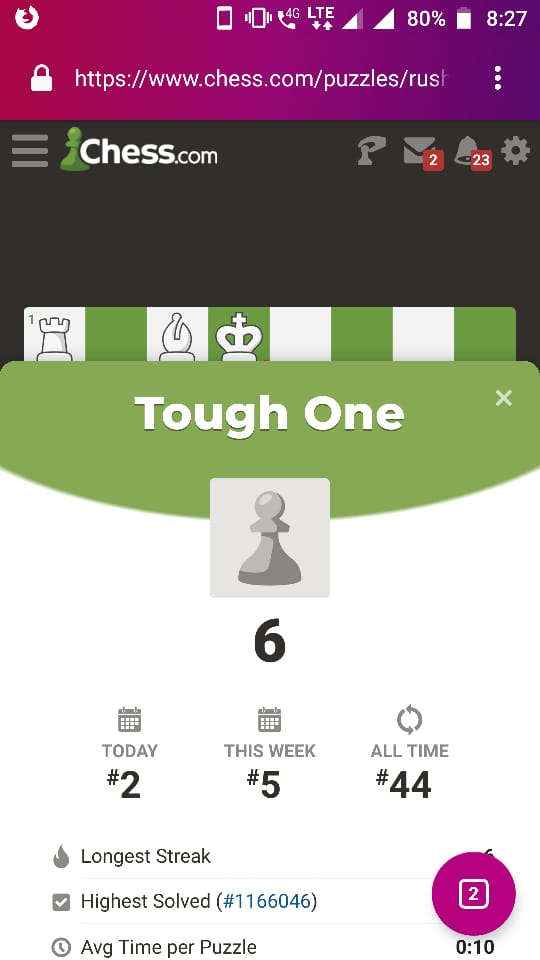 4G LTE 80% 8:27
https://www.chess.com/puzzles/rush
Chess.com 2 23
1
Tough One
6
TODAY THIS WEEK ALL TIME
#2 #5 #44
Longest Streak 6
Highest Solved (#1166046)
2
Avg Time per Puzzle 0:10